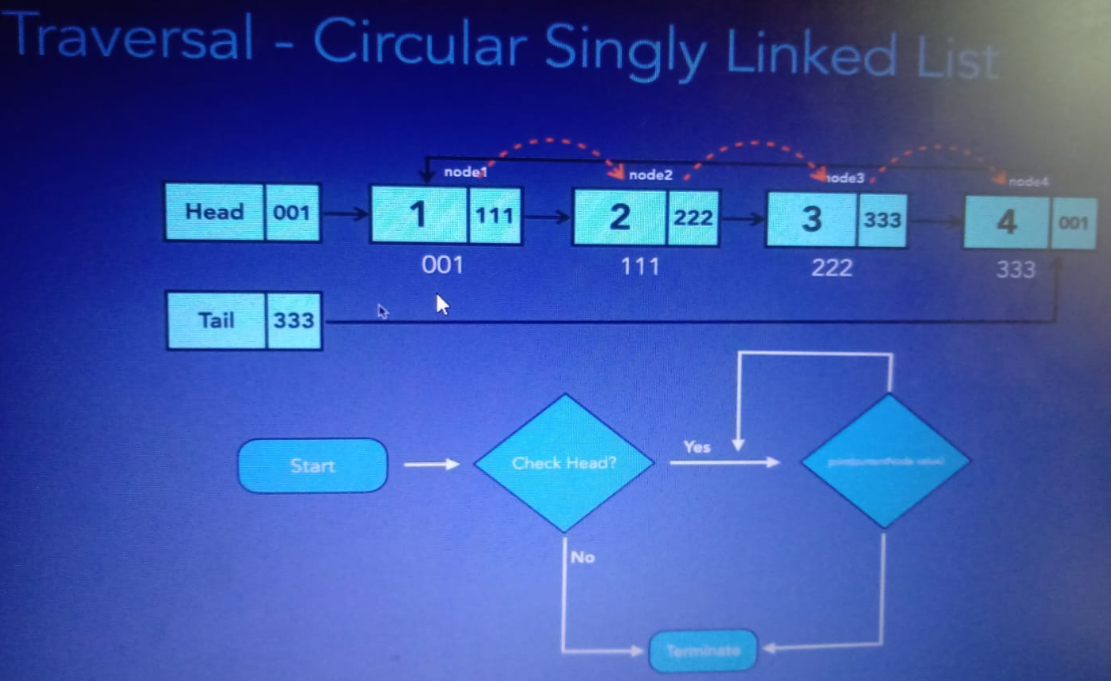 Traversal - Circular Singly Linked List
node1 node2 node3 node4
Head 001 1 111 2 222 3 333 4 001
001 111 222 333
Tail 333
Yes
Start Check Head?
No
Terminate